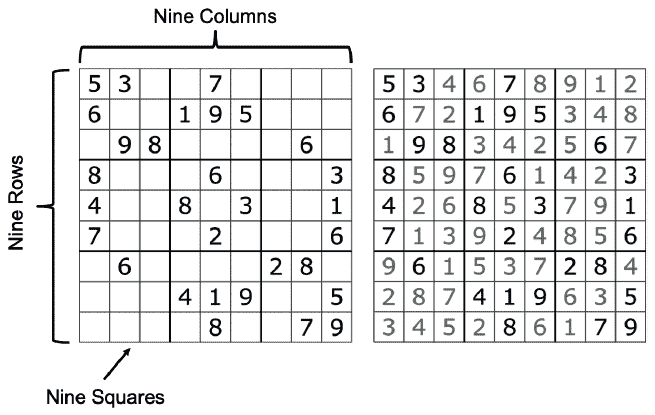 Nine Columns
Nine Rows
5 3 7
6 1 9 5
9 8 6
8 6 3
4 8 3 1
7 2 6
6 2 8
4 1 9 5
8 7 9
5 3 4 6 7 8 9 1 2
6 7 2 1 9 5 3 4 8
1 9 8 3 4 2 5 6 7
8 5 9 7 6 1 4 2 3
4 2 6 8 5 3 7 9 1
7 1 3 9 2 4 8 5 6
9 6 1 5 3 7 2 8 4
2 8 7 4 1 9 6 3 5
3 4 5 2 8 6 1 7 9
Nine Squares